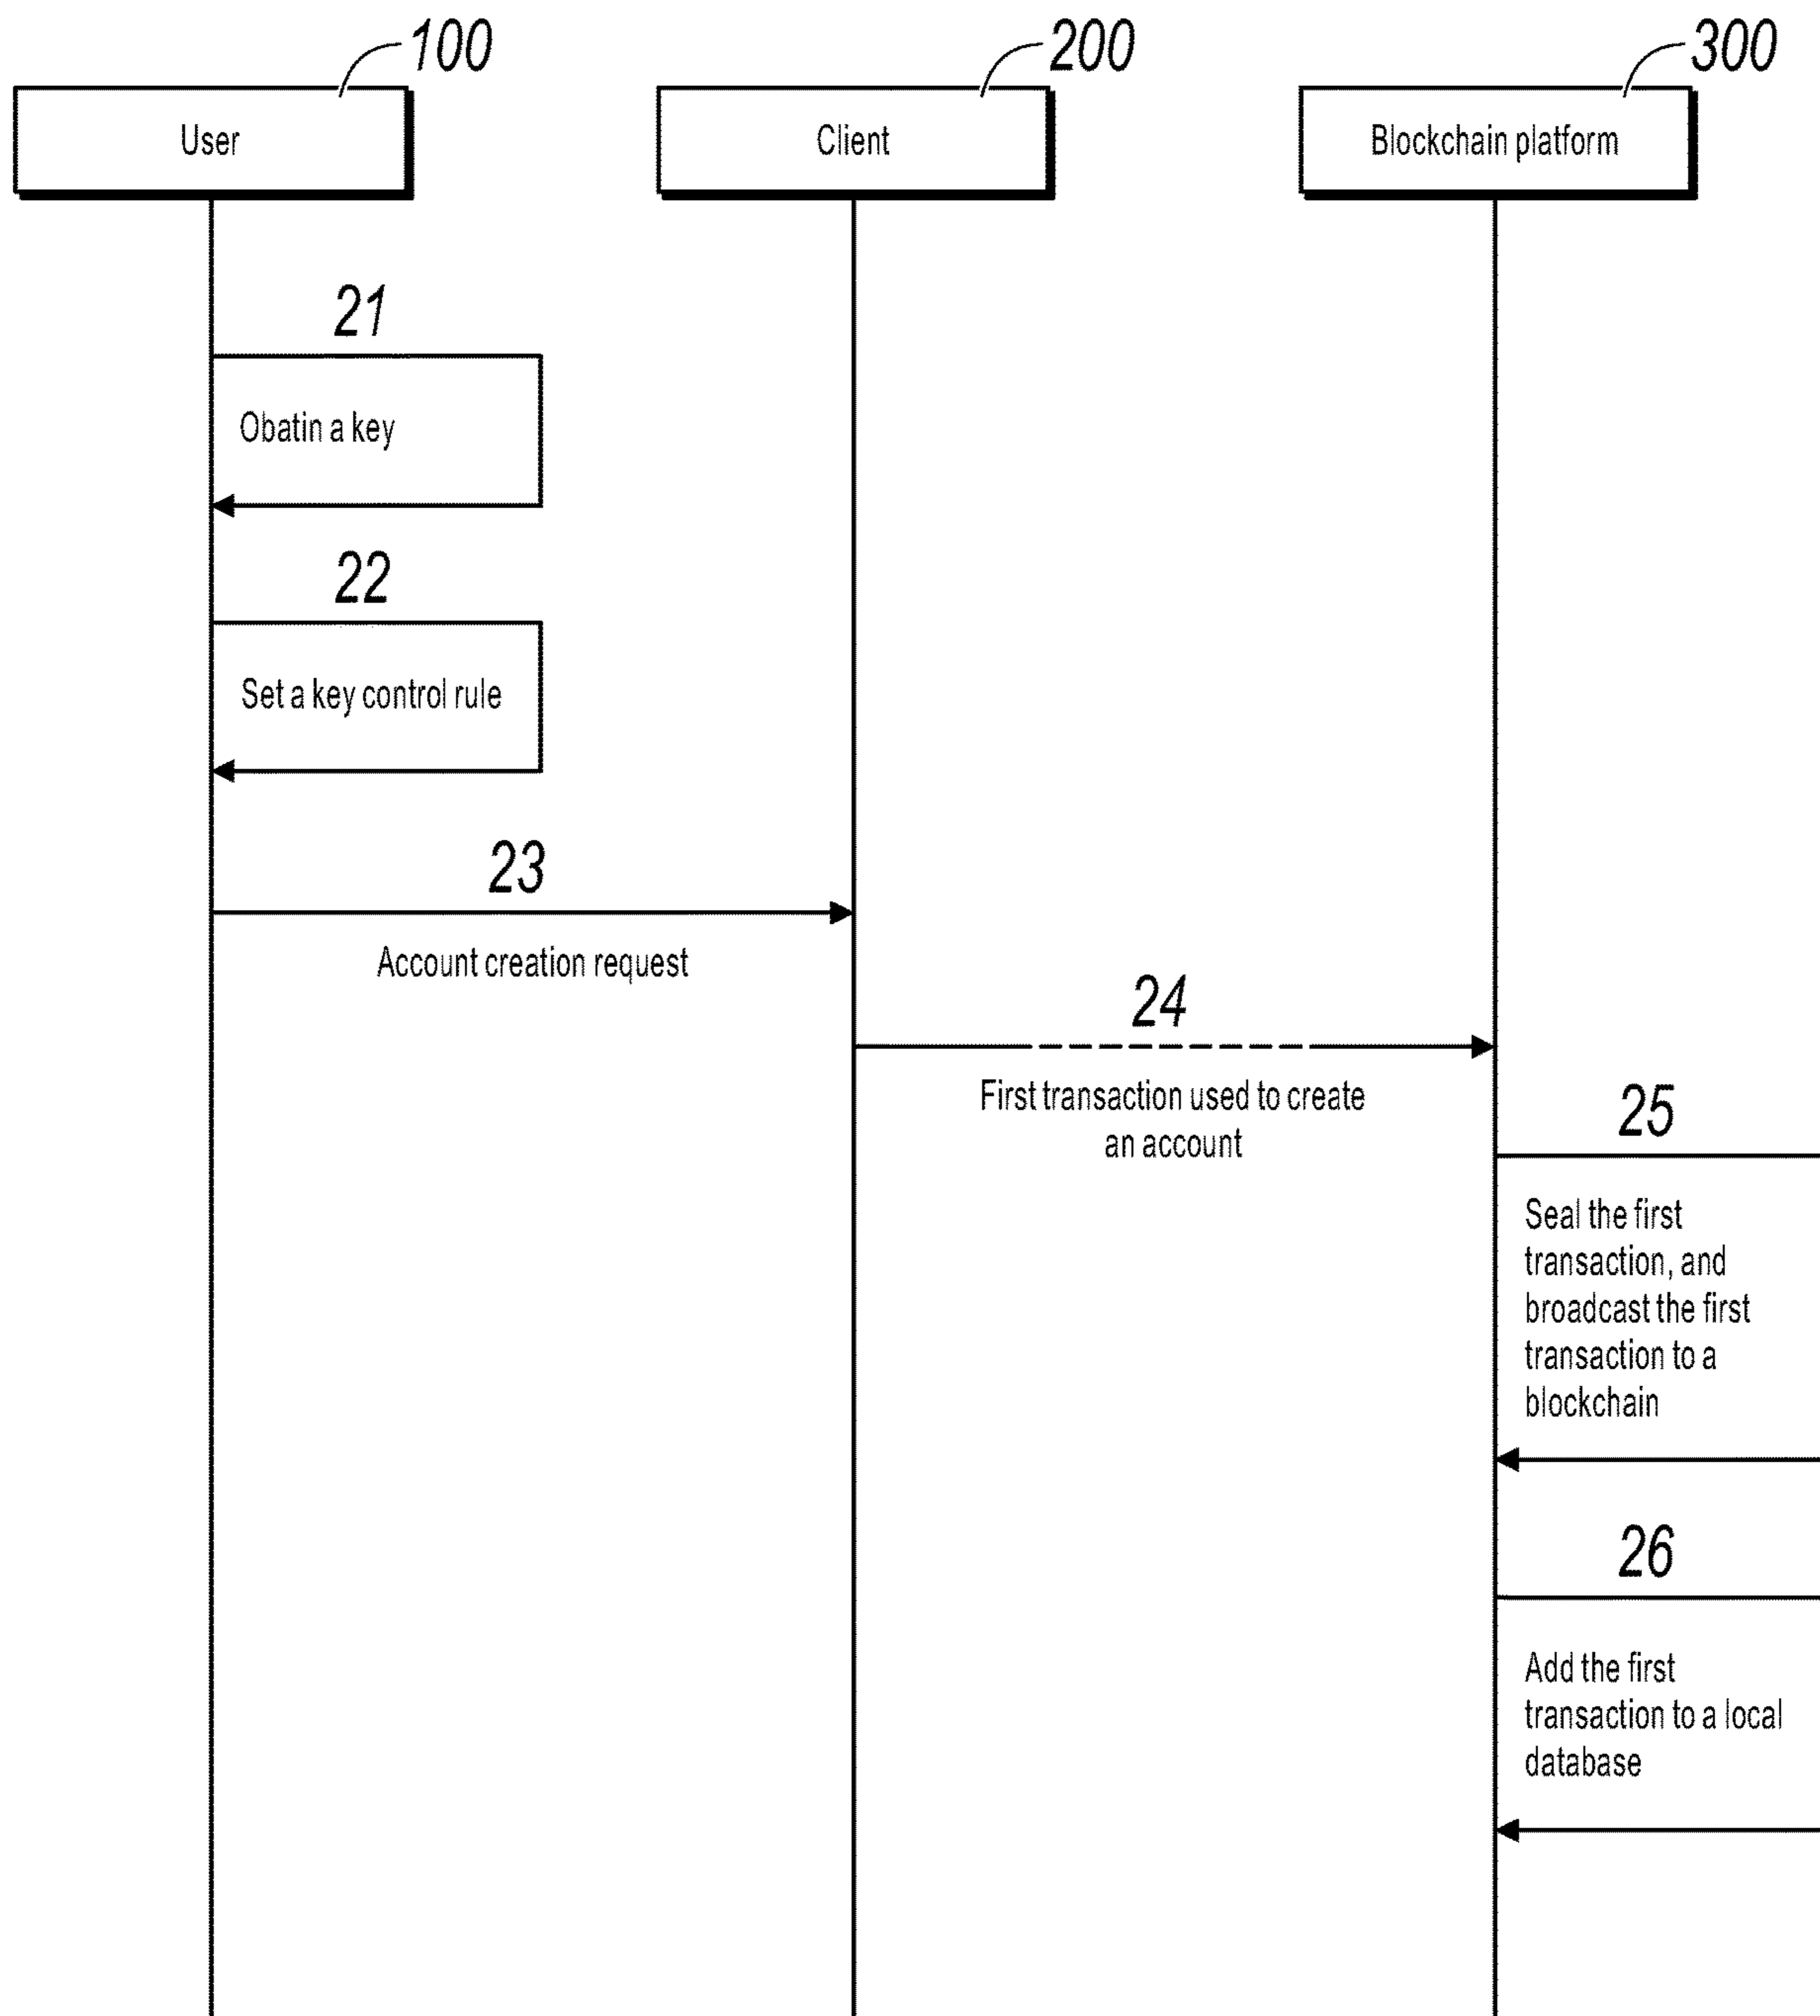 100
200
300
User
Client
Blockchain platform
21
Obatin a key
22
Set a key control rule
23
Account creation request
24
First transaction used to create
an account
25
Seal the first
transaction, and
broadcast the first
transaction to a
blockchain
26
Add the first
transaction to a local
database